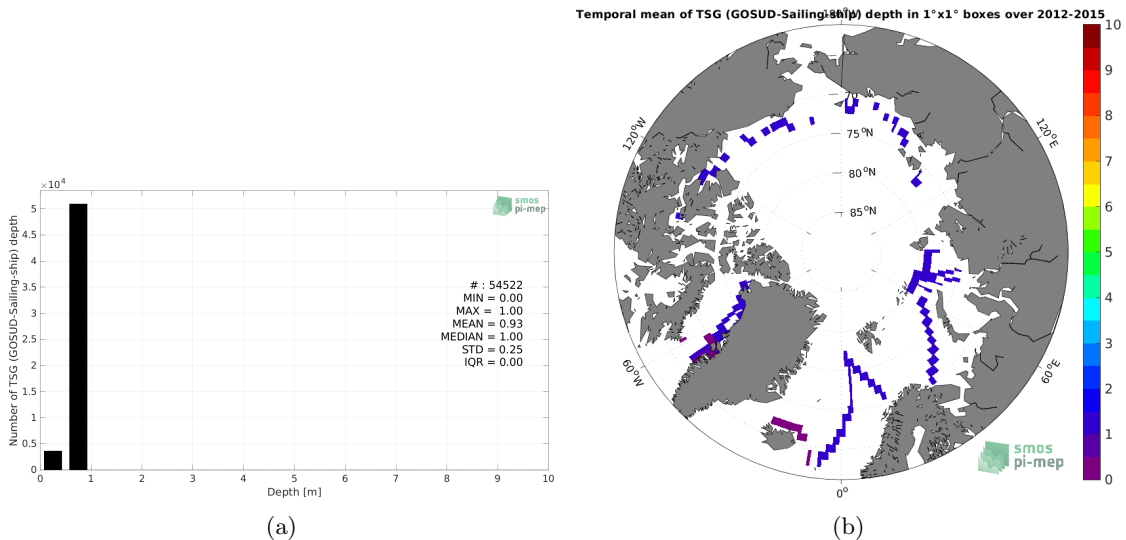 Temporal mean of TSG (GOSUD-Sailing-ship) depth in 1°x1° boxes over 2012-2015
×10⁴
5
4.5
4
3.5
3
2.5
2
1.5
1
0.5
0
Number of TSG (GOSUD-Sailing-ship) depth
0 1 2 3 4 5 6 7 8 9 10
Depth [m]
smos
pi-mep
# : 54522
MIN = 0.00
MAX = 1.00
MEAN = 0.93
MEDIAN = 1.00
STD = 0.25
IQR = 0.00
(a)
120°W
120°E
75°N
80°N
85°N
60°W
60°E
0°
smos
pi-mep
10
9
8
7
6
5
4
3
2
1
0
(b)